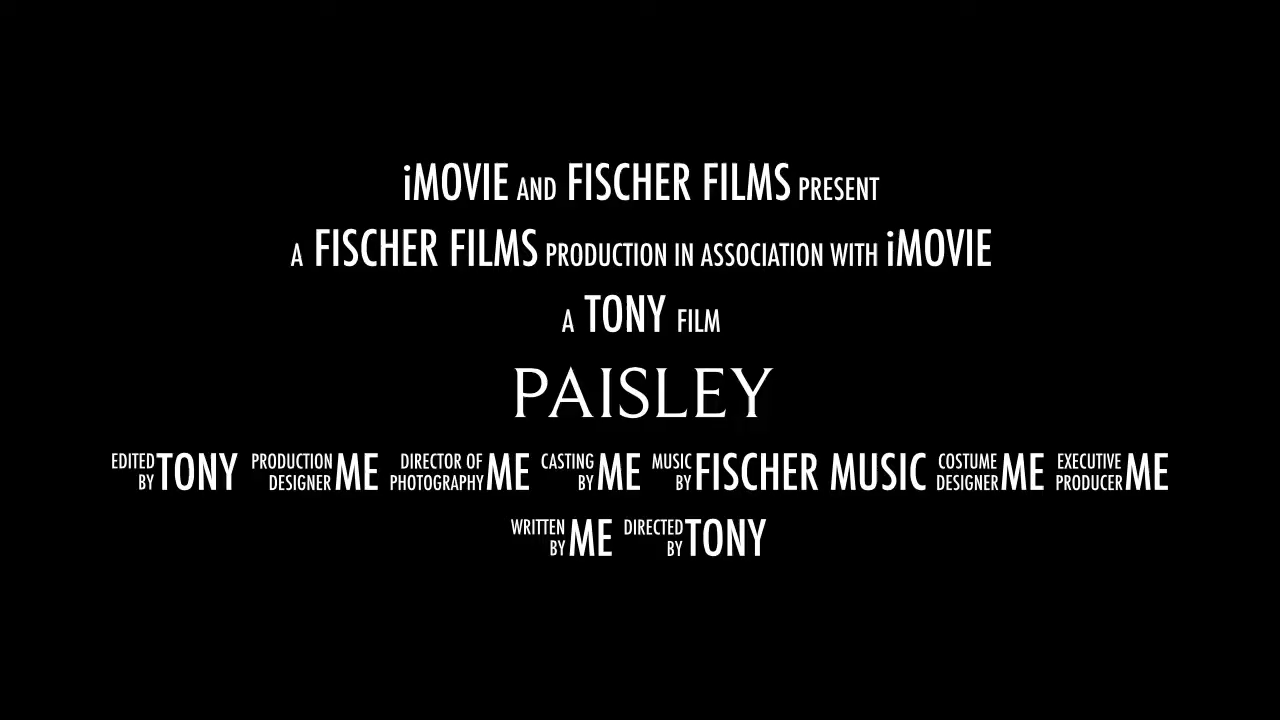 iMOVIE AND FISCHER FILMS PRESENT
A FISCHER FILMS PRODUCTION IN ASSOCIATION WITH iMOVIE
A TONY FILM
PAISLEY
EDITED BY TONY PRODUCTION DESIGNER ME DIRECTOR OF PHOTOGRAPHY ME CASTING BY ME MUSIC BY FISCHER MUSIC COSTUME DESIGNER ME EXECUTIVE PRODUCER ME
WRITTEN BY ME DIRECTED BY TONY